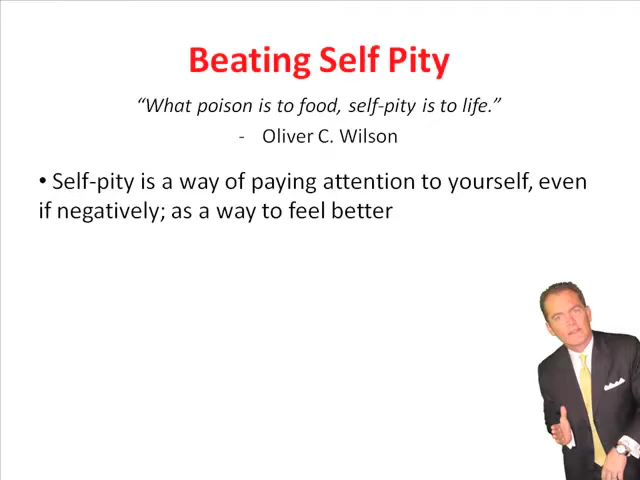 Beating Self Pity
“What poison is to food, self-pity is to life.”
- Oliver C. Wilson
• Self-pity is a way of paying attention to yourself, even
if negatively; as a way to feel better